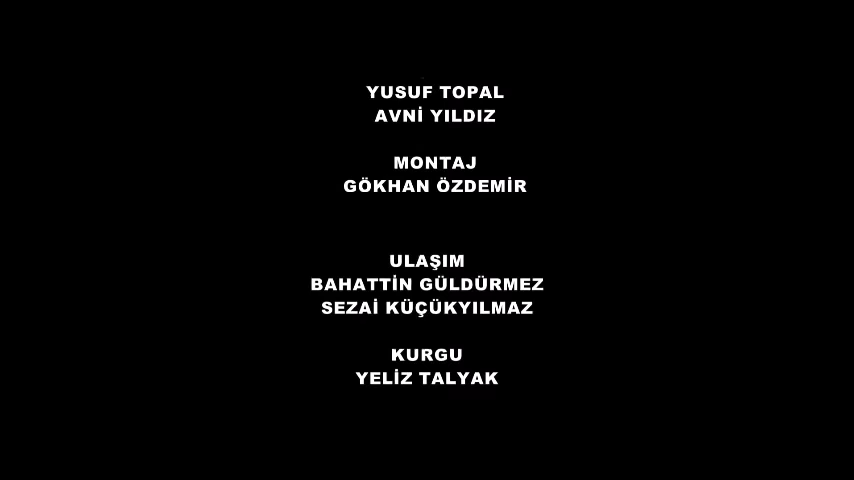 YUSUF TOPAL
AVNİ YILDIZ
MONTAJ
GÖKHAN ÖZDEMİR
ULAŞIM
BAHATTİN GÜLDÜRMEZ
SEZAİ KÜÇÜKYILMAZ
KURGU
YELİZ TALYAK